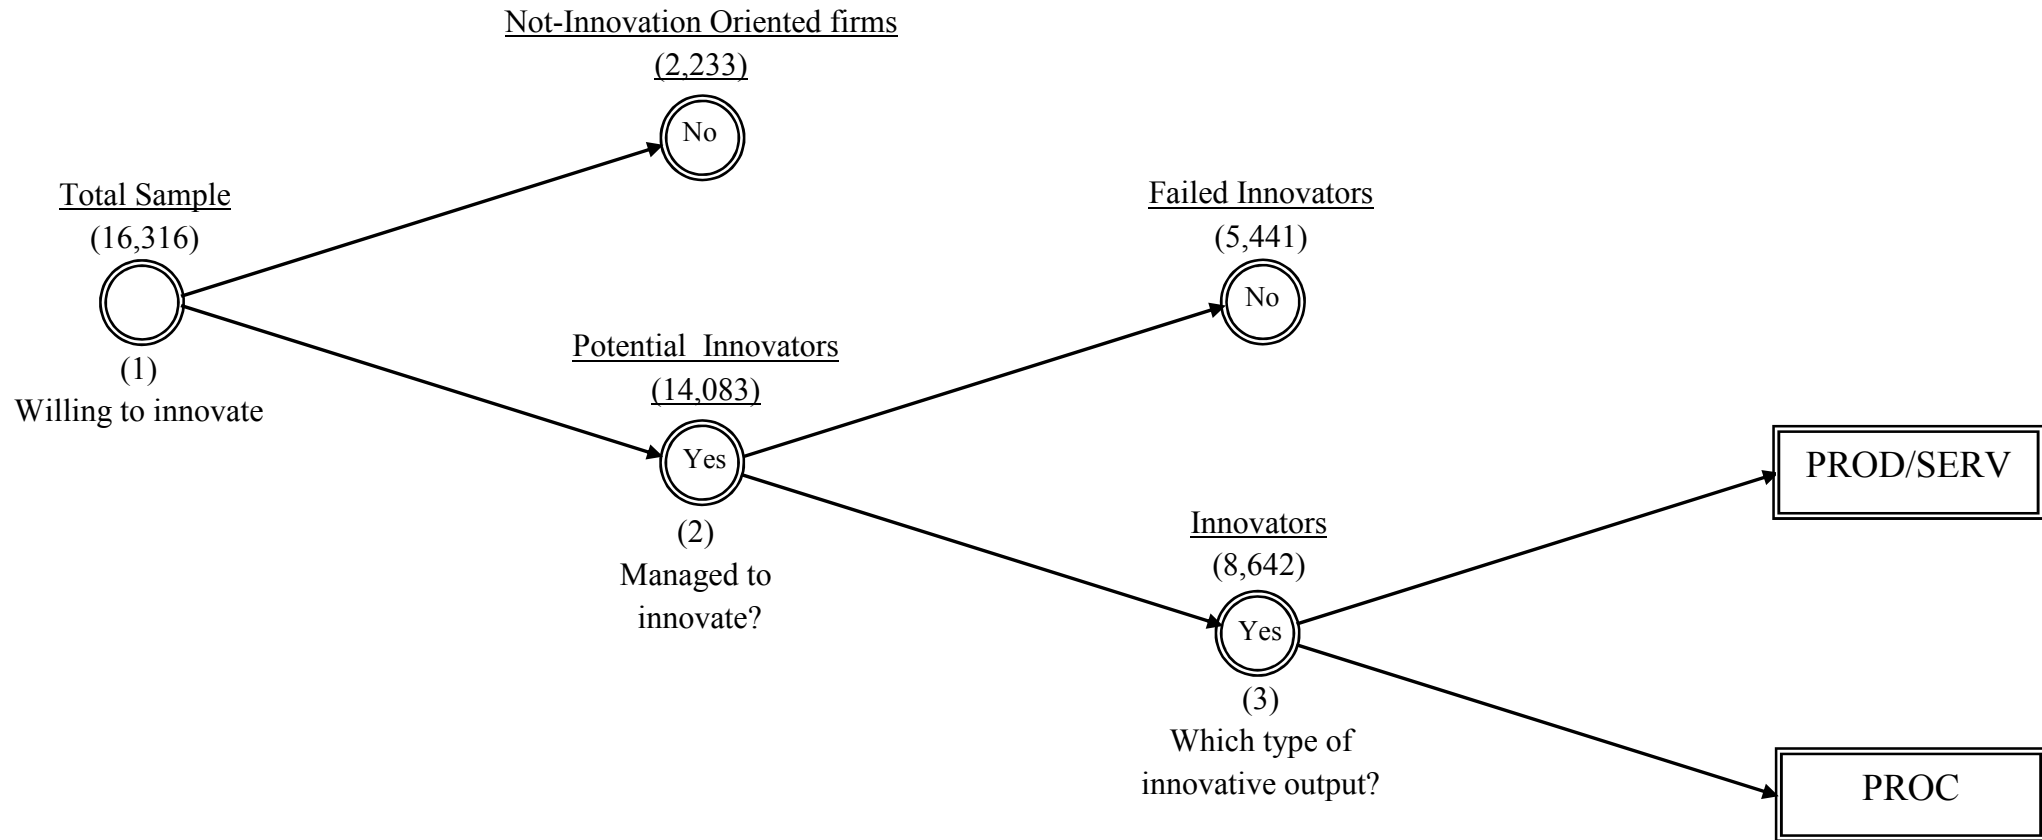 Not-Innovation Oriented firms
(2,233)
No
Total Sample
(16,316)
(1)
Willing to innovate
Potential Innovators
(14,083)
Yes
(2)
Managed to
innovate?
Failed Innovators
(5,441)
No
Innovators
(8,642)
Yes
(3)
Which type of
innovative output?
PROD/SERV
PROC